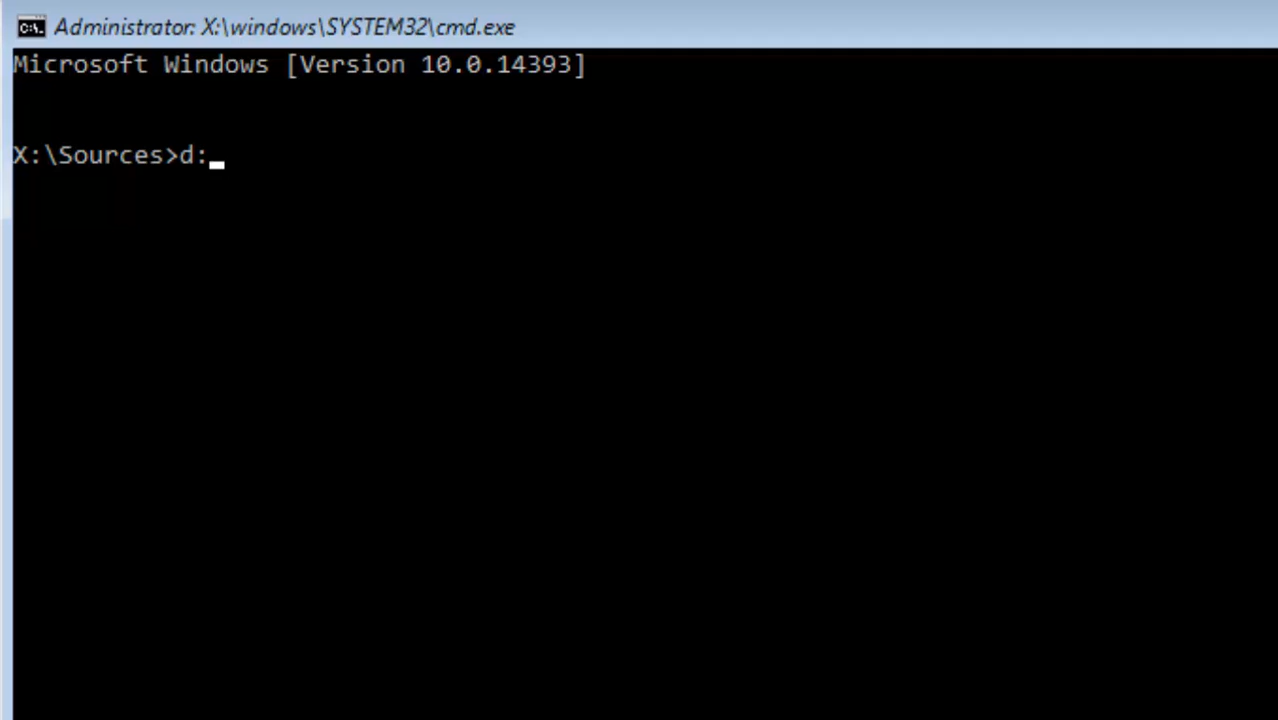 Administrator: X:\windows\SYSTEM32\cmd.exe
Microsoft Windows [Version 10.0.14393]
X:\Sources>d: